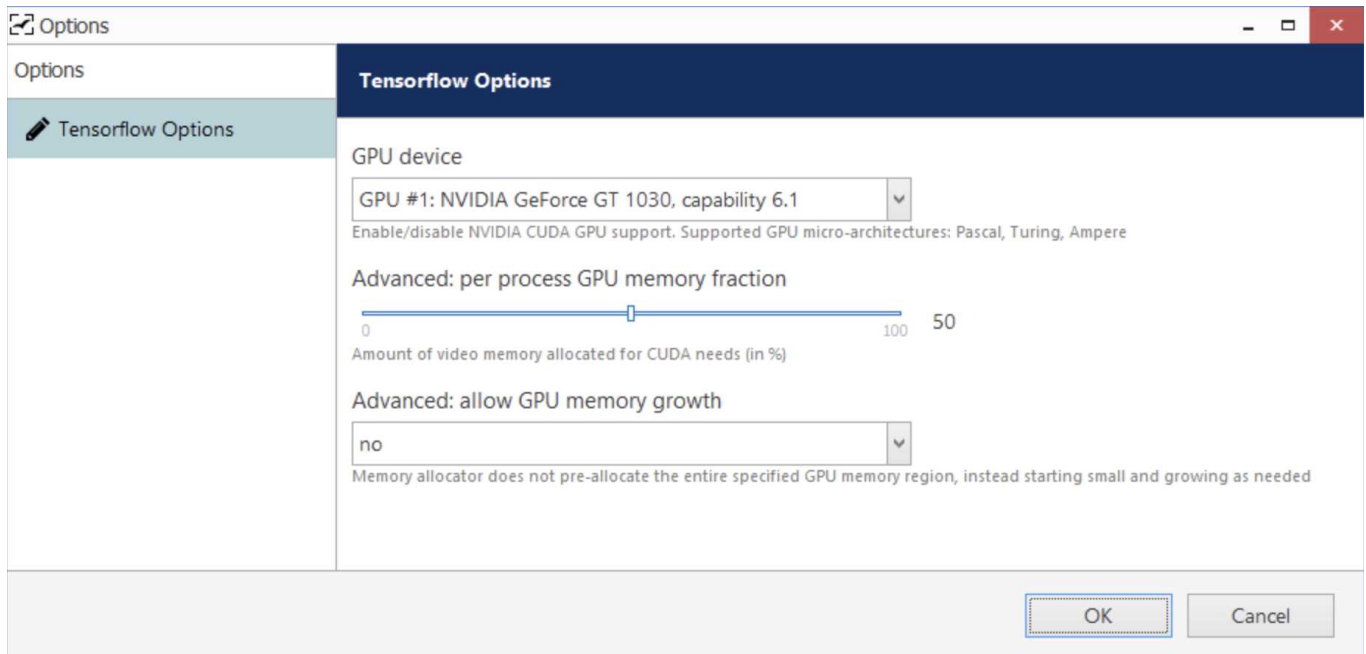 Options
Options
Tensorflow Options
Tensorflow Options
GPU device
GPU #1: NVIDIA GeForce GT 1030, capability 6.1
Enable/disable NVIDIA CUDA GPU support. Supported GPU micro-architectures: Pascal, Turing, Ampere
Advanced: per process GPU memory fraction
0 100 50
Amount of video memory allocated for CUDA needs (in %)
Advanced: allow GPU memory growth
no
Memory allocator does not pre-allocate the entire specified GPU memory region, instead starting small and growing as needed
OK Cancel